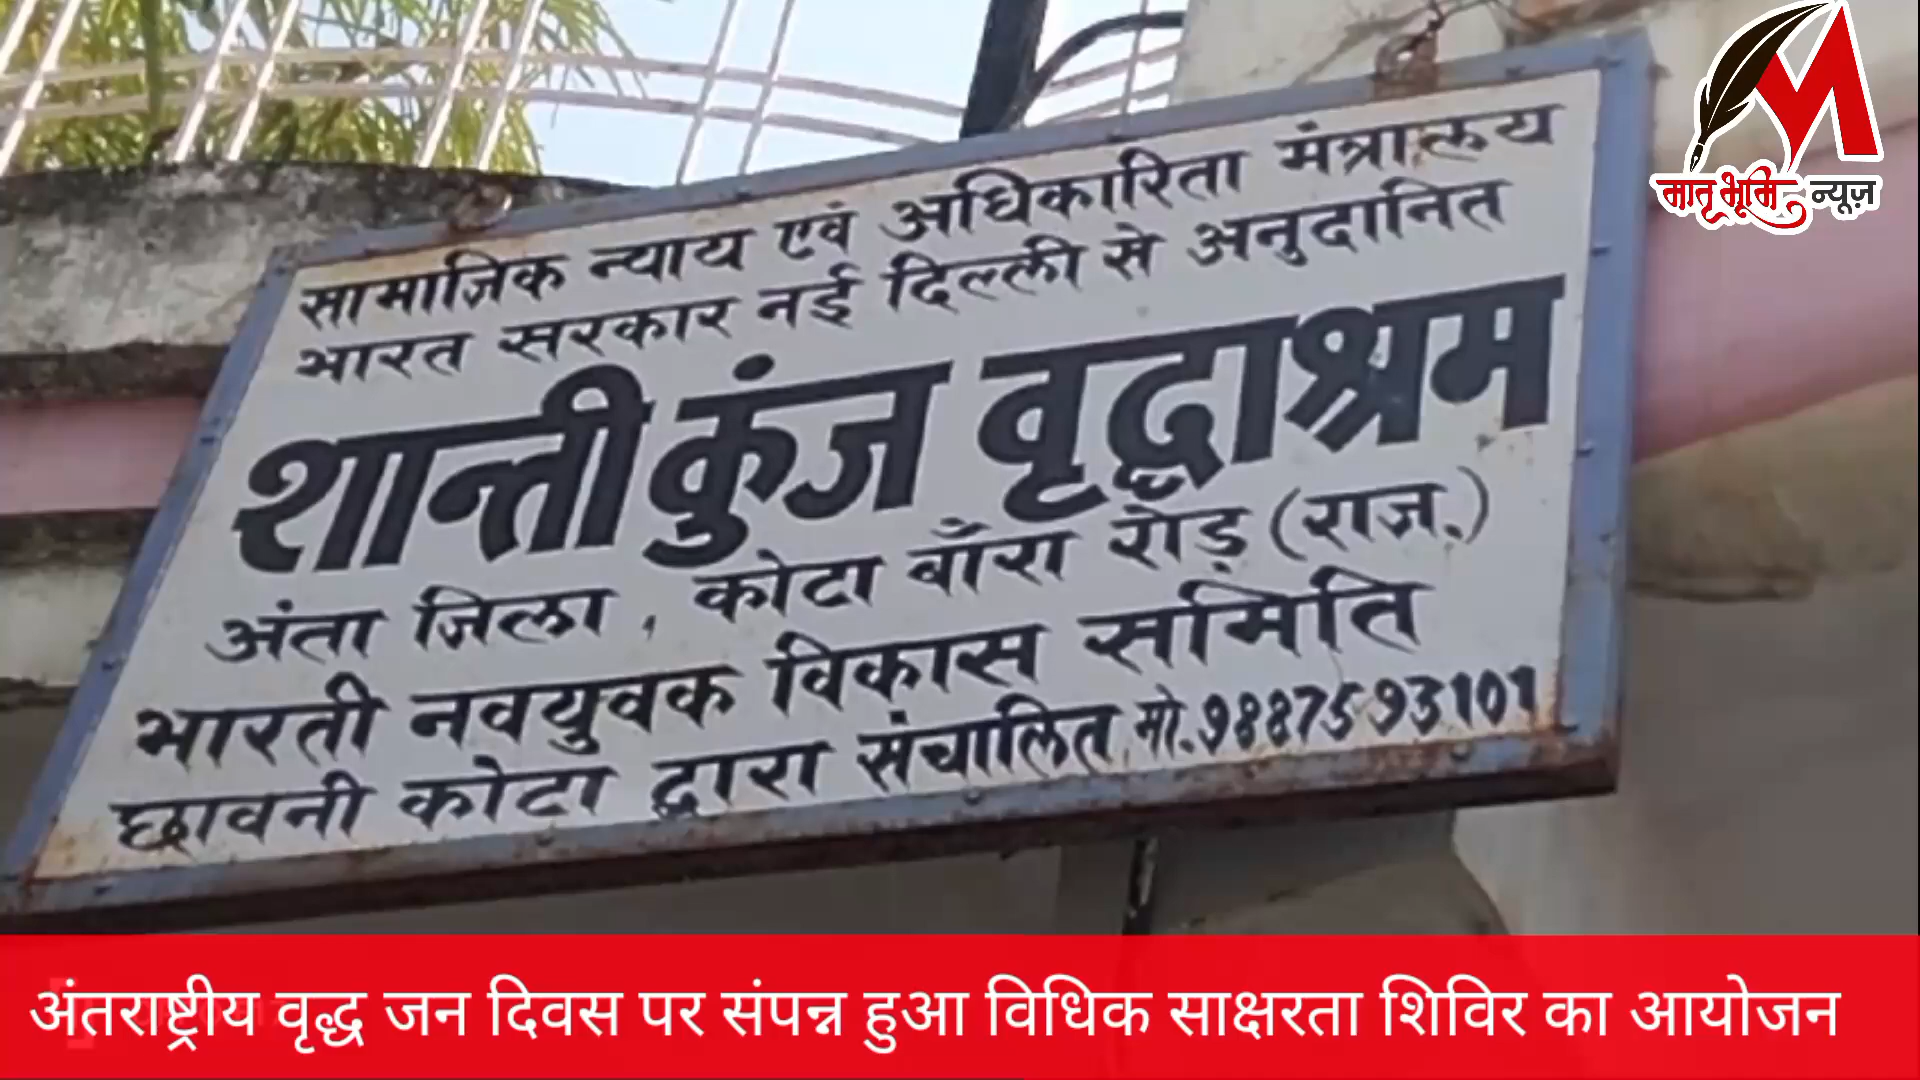 मातृभूमि न्यूज़
सामाजिक न्याय एवं अधिकारिता मंत्रालय
भारत सरकार नई दिल्ली से अनुदानित
शान्ती कुंज वृद्धाश्रम
अंता जिला, कोटा बाँरा रोड़ (राज.)
भारती नवयुवक विकास समिति
छावनी कोटा द्वारा संचालित मो.9887593101
अंतराष्ट्रीय वृद्ध जन दिवस पर संपन्न हुआ विधिक साक्षरता शिविर का आयोजन